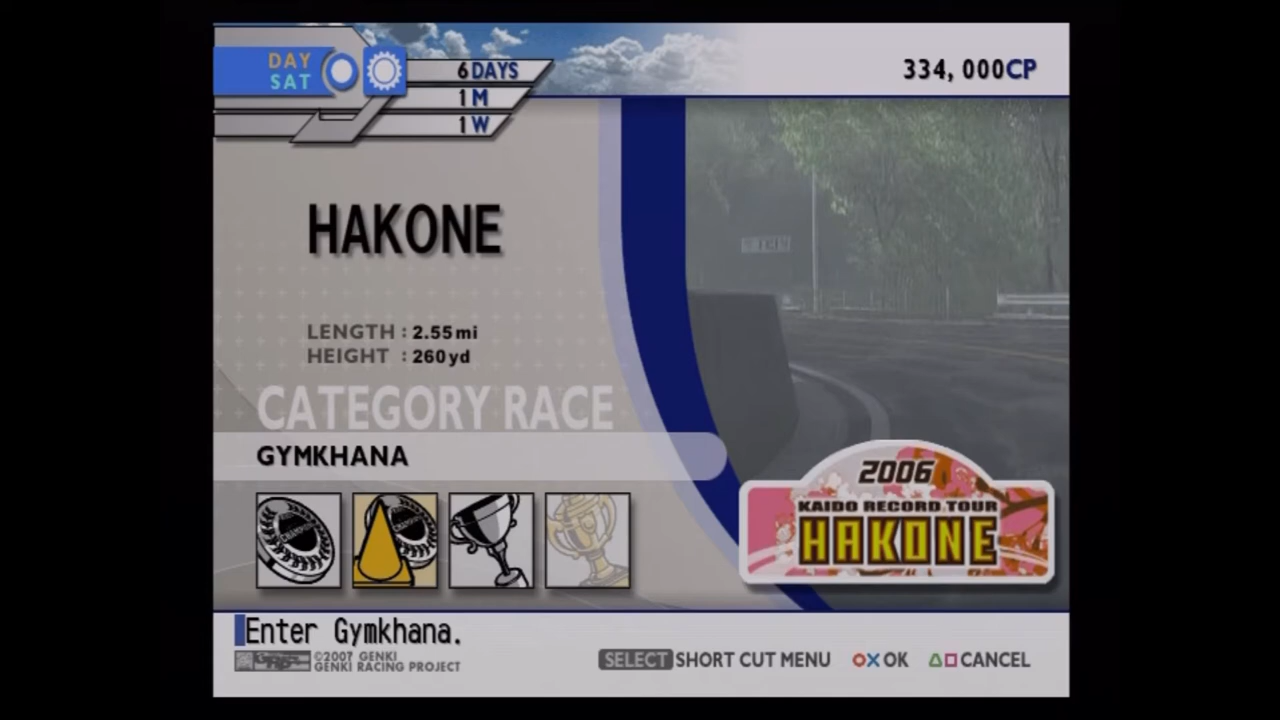 DAY
SAT
6 DAYS
1 M
1 W
334,000CP
HAKONE
LENGTH : 2.55mi
HEIGHT : 260yd
CATEGORY RACE
GYMKHANA
2006
KAIDO RECORD TOUR
HAKONE
Enter Gymkhana.
©2007 GENKI
GENKI RACING PROJECT
SELECT SHORT CUT MENU
OK
CANCEL